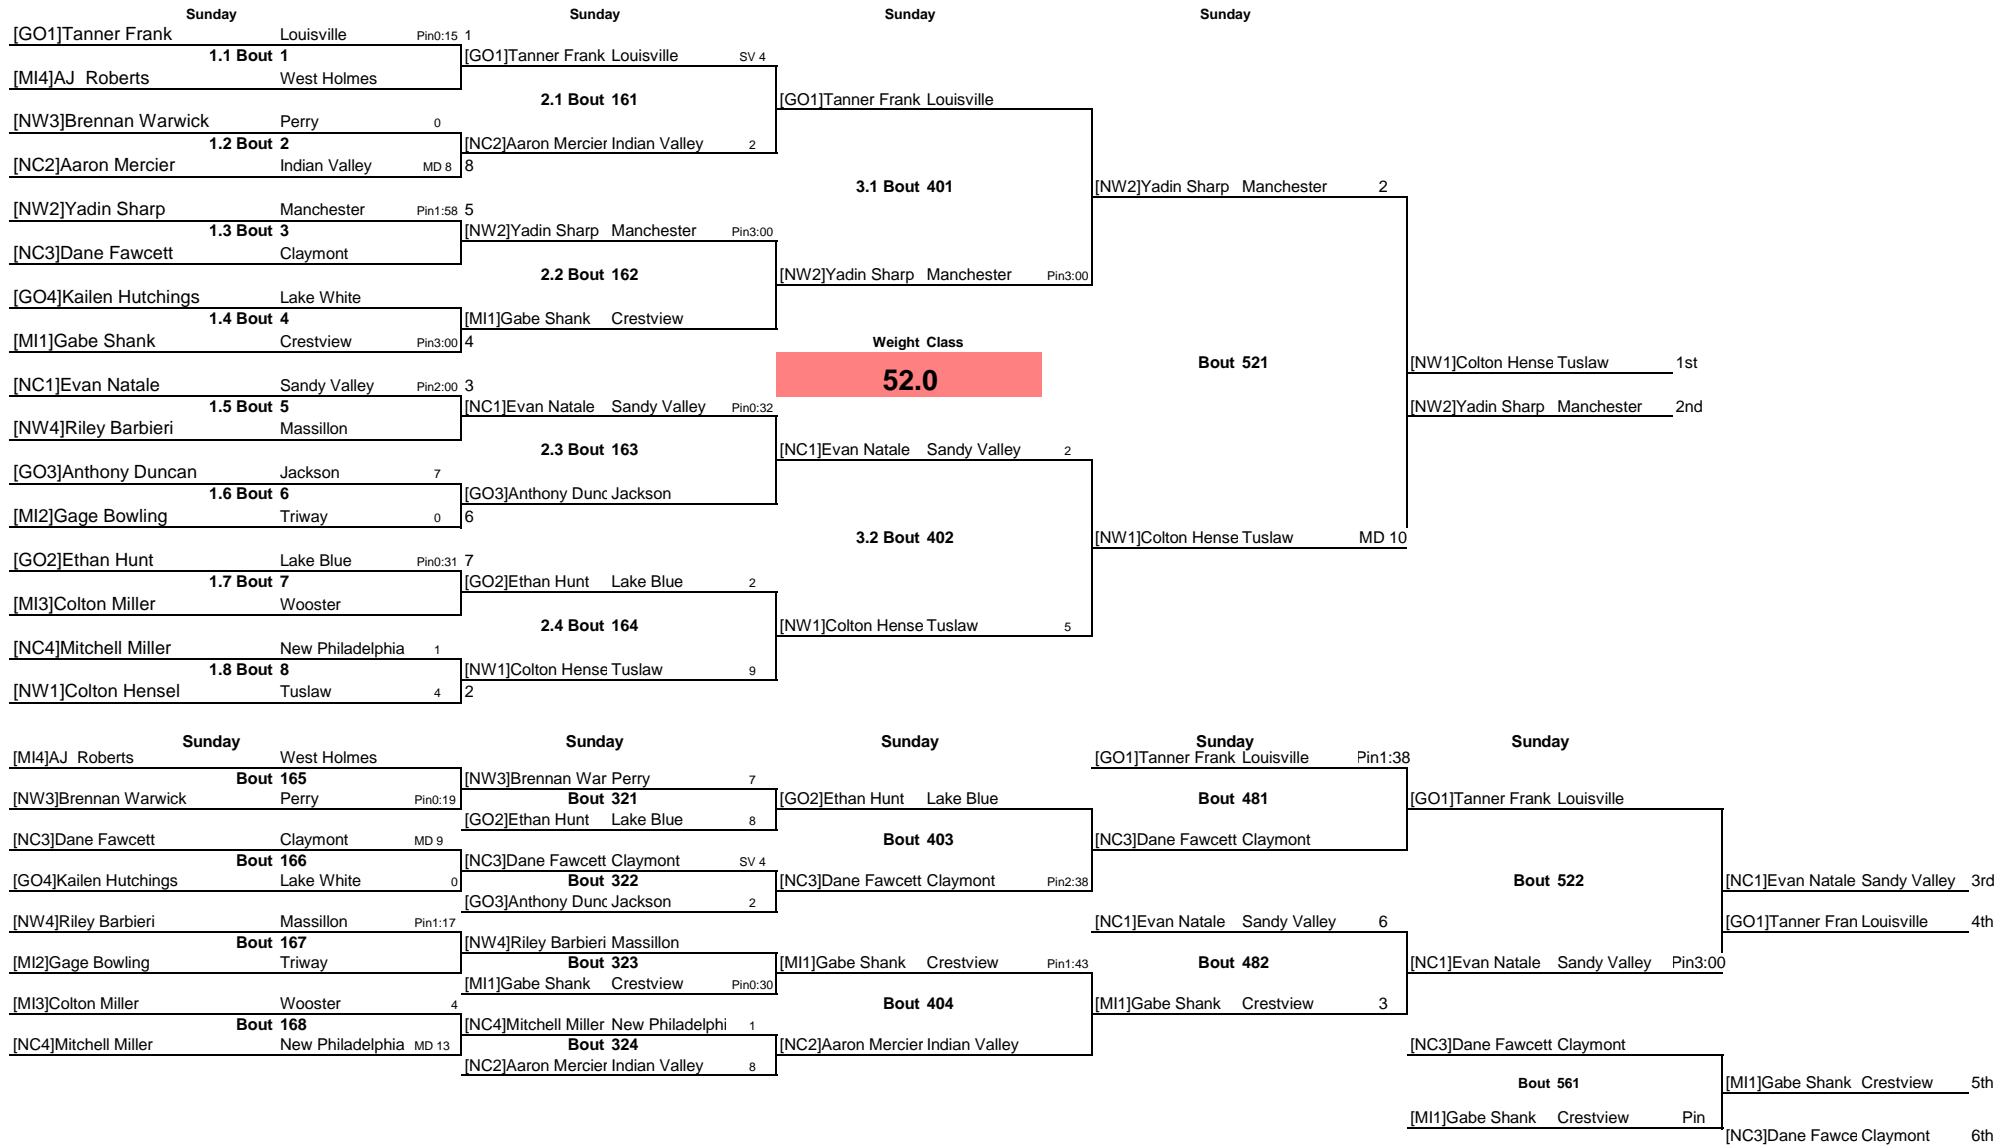 Sunday Sunday Sunday Sunday
[GO1]Tanner Frank Louisville Pin0:15 1
1.1 Bout 1 [GO1]Tanner Frank Louisville SV 4
[MI4]AJ  Roberts West Holmes
2.1 Bout 161 [GO1]Tanner Frank Louisville
[NW3]Brennan Warwick Perry 0
1.2 Bout 2 [NC2]Aaron Mercier Indian Valley 2
[NC2]Aaron Mercier Indian Valley MD 8 8
3.1 Bout 401 [NW2]Yadin Sharp Manchester 2
[NW2]Yadin Sharp Manchester Pin1:58 5
1.3 Bout 3 [NW2]Yadin Sharp Manchester Pin3:00
[NC3]Dane Fawcett Claymont
2.2 Bout 162 [NW2]Yadin Sharp Manchester Pin3:00
[GO4]Kailen Hutchings Lake White
1.4 Bout 4 [MI1]Gabe Shank Crestview
[MI1]Gabe Shank Crestview Pin3:00 4 Weight Class
Bout 521 [NW1]Colton Hense Tuslaw 1st
[NC1]Evan Natale Sandy Valley Pin2:00 3 52.0
1.5 Bout 5 [NC1]Evan Natale Sandy Valley Pin0:32 [NW2]Yadin Sharp Manchester 2nd
[NW4]Riley Barbieri Massillon
2.3 Bout 163 [NC1]Evan Natale Sandy Valley 2
[GO3]Anthony Duncan Jackson 7
1.6 Bout 6 [GO3]Anthony Dunc Jackson
[MI2]Gage Bowling Triway 0 6
3.2 Bout 402 [NW1]Colton Hense Tuslaw MD 10
[GO2]Ethan Hunt Lake Blue Pin0:31 7
1.7 Bout 7 [GO2]Ethan Hunt Lake Blue 2
[MI3]Colton Miller Wooster
2.4 Bout 164 [NW1]Colton Hense Tuslaw 5
[NC4]Mitchell Miller New Philadelphia 1
1.8 Bout 8 [NW1]Colton Hense Tuslaw 9
[NW1]Colton Hensel Tuslaw 4 2
Sunday Sunday Sunday Sunday Sunday
[MI4]AJ  Roberts West Holmes [GO1]Tanner Frank Louisville Pin1:38
Bout 165 [NW3]Brennan War Perry 7
[NW3]Brennan Warwick Perry Pin0:19 Bout 321 [GO2]Ethan Hunt Lake Blue Bout 481 [GO1]Tanner Frank Louisville
[GO2]Ethan Hunt Lake Blue 8
[NC3]Dane Fawcett Claymont MD 9 Bout 403 [NC3]Dane Fawcett Claymont
Bout 166 [NC3]Dane Fawcett Claymont SV 4
[GO4]Kailen Hutchings Lake White 0 Bout 322 [NC3]Dane Fawcett Claymont Pin2:38 Bout 522 [NC1]Evan Natale Sandy Valley 3rd
[GO3]Anthony Dunc Jackson 2
[NW4]Riley Barbieri Massillon Pin1:17 [NC1]Evan Natale Sandy Valley 6 [GO1]Tanner Fran Louisville 4th
Bout 167 [NW4]Riley Barbieri Massillon
[MI2]Gage Bowling Triway Bout 323 [MI1]Gabe Shank Crestview Pin1:43 Bout 482 [NC1]Evan Natale Sandy Valley Pin3:00
[MI1]Gabe Shank Crestview Pin0:30
[MI3]Colton Miller Wooster 4 Bout 404 [MI1]Gabe Shank Crestview 3
Bout 168 [NC4]Mitchell Miller New Philadelphi 1
[NC4]Mitchell Miller New Philadelphia MD 13 Bout 324 [NC2]Aaron Mercier Indian Valley [NC3]Dane Fawcett Claymont
[NC2]Aaron Mercier Indian Valley 8
Bout 561 [MI1]Gabe Shank Crestview 5th
[MI1]Gabe Shank Crestview Pin
[NC3]Dane Fawce Claymont 6th